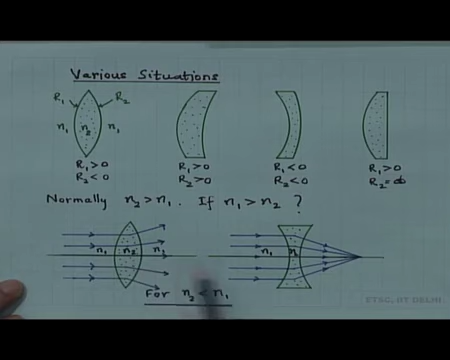 Various Situations
R₁ R₂
n₁ n₂ n₁
R₁>0 R₁>0 R₁<0 R₁>0
R₂<0 R₂>0 R₂<0 R₂=∞
Normally n₂>n₁. If n₁>n₂ ?
n₁ n₂ n₁ n₁ n₂
For n₂<n₁
ETSC, IIT DELHI